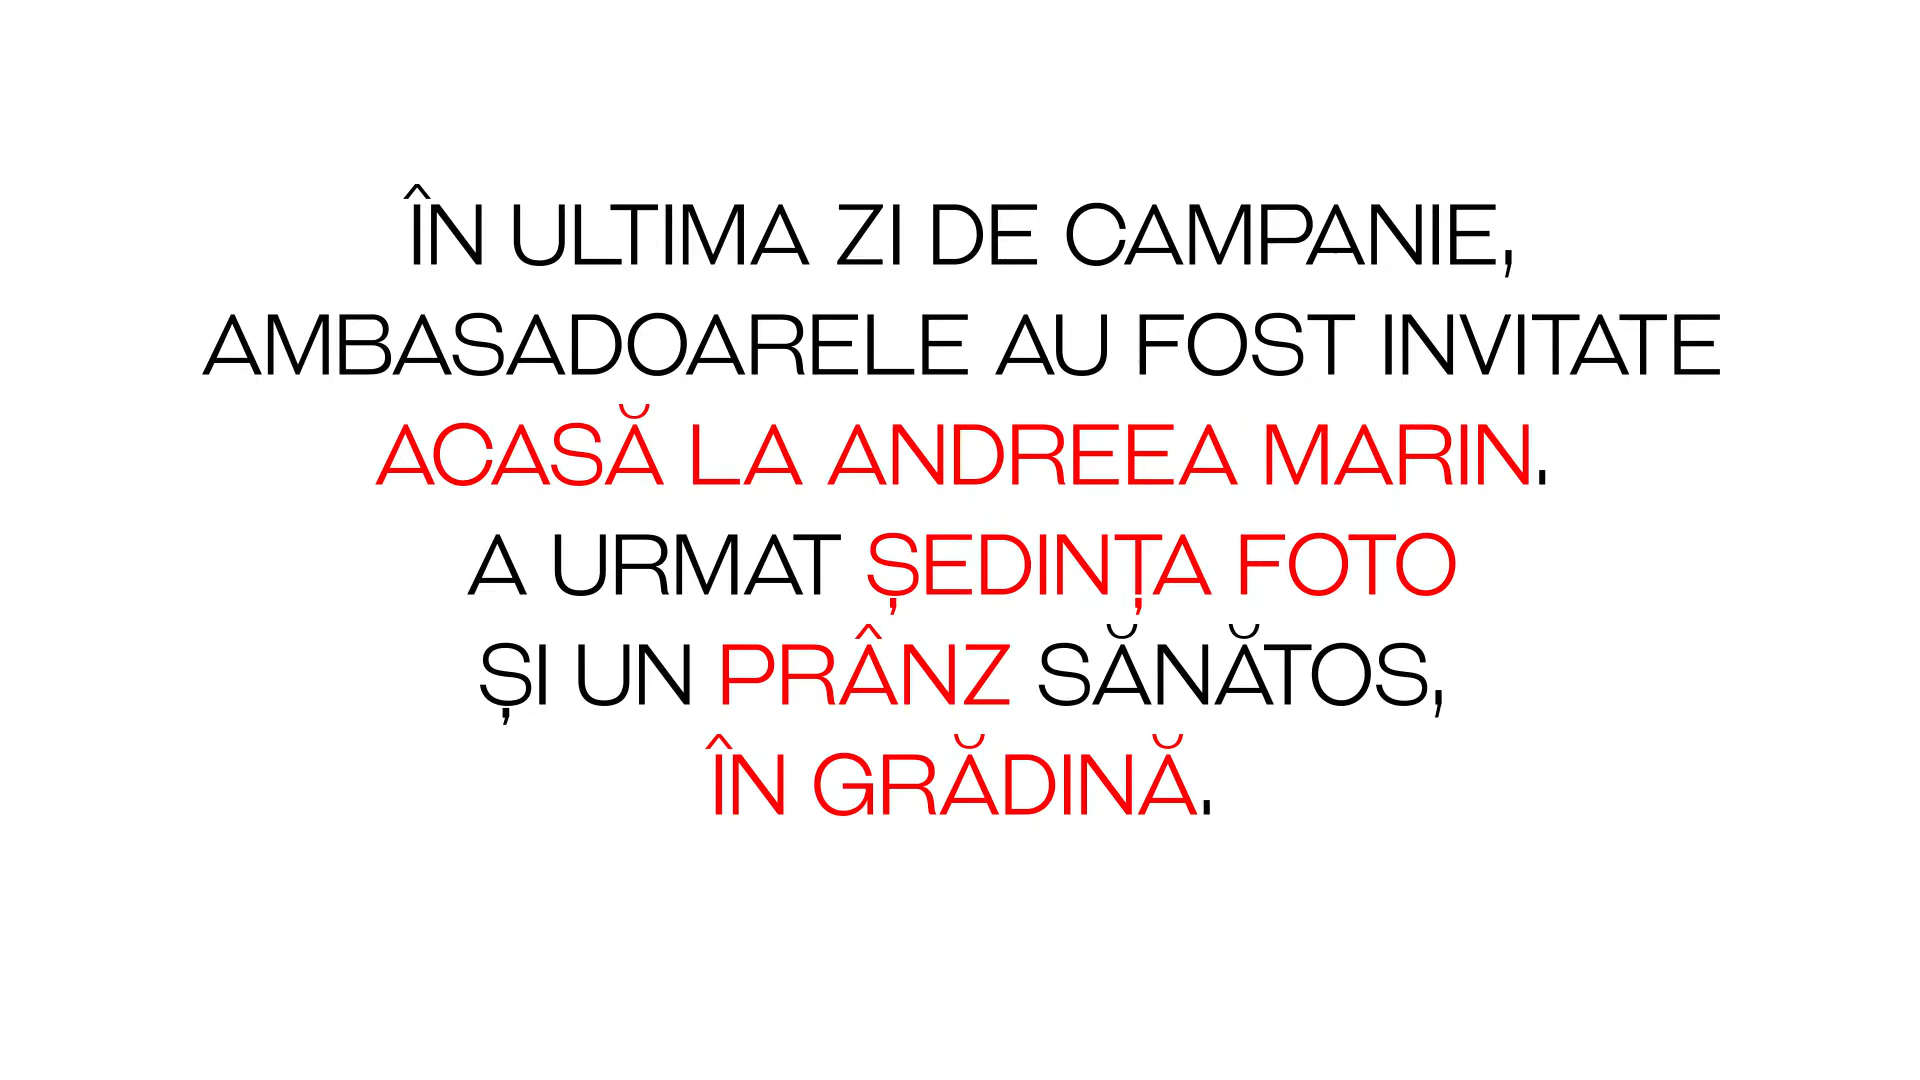 ÎN ULTIMA ZI DE CAMPANIE,
AMBASADOARELE AU FOST INVITATE
ACASĂ LA ANDREEA MARIN.
A URMAT ȘEDINȚA FOTO
ȘI UN PRÂNZ SĂNĂTOS,
ÎN GRĂDINĂ.